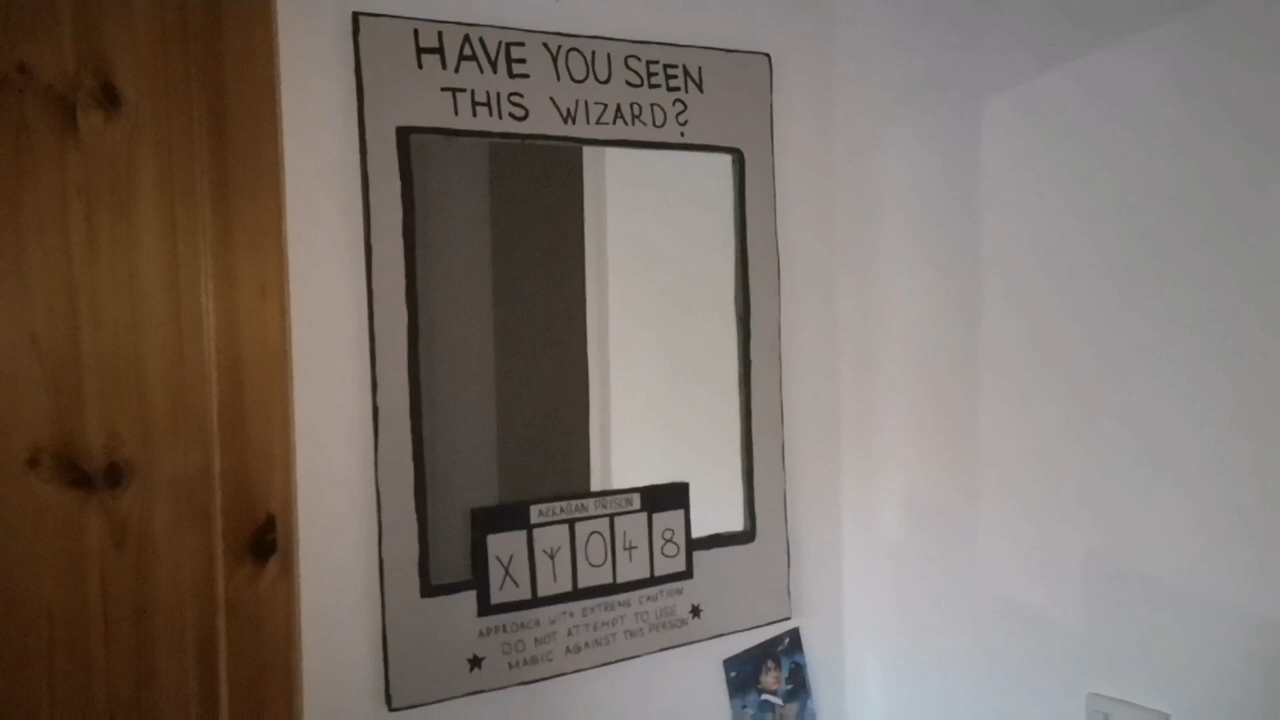 HAVE YOU SEEN
THIS WIZARD?
AZKABAN PRISON
XY048
APPROACH WITH EXTREME CAUTION
DO NOT ATTEMPT TO USE
MAGIC AGAINST THIS PERSON